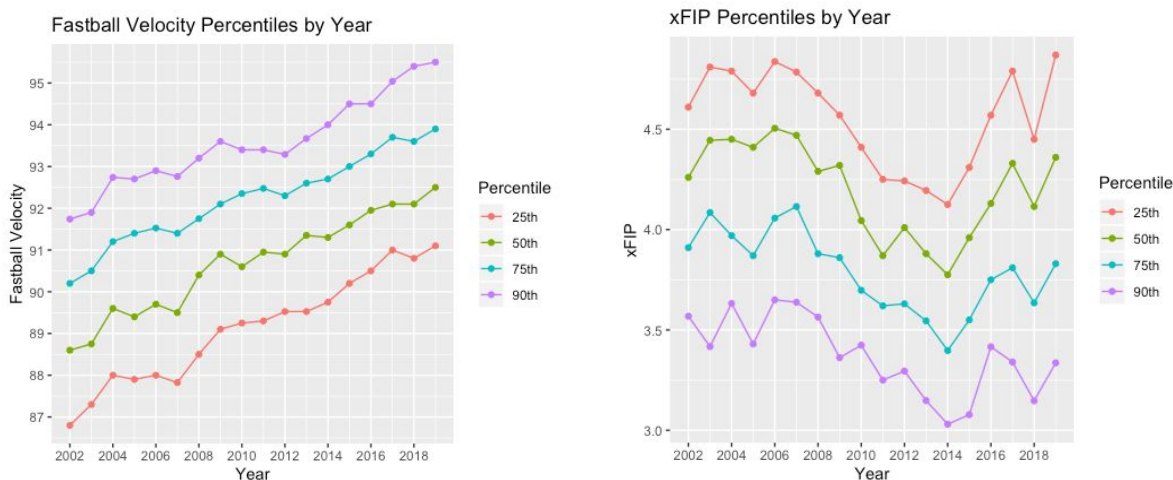 Fastball Velocity Percentiles by Year
95
94
93
92
91
90
89
88
87
Fastball Velocity
2002 2004 2006 2008 2010 2012 2014 2016 2018
Year
Percentile
25th
50th
75th
90th
xFIP Percentiles by Year
4.5
4.0
3.5
3.0
xFIP
2002 2004 2006 2008 2010 2012 2014 2016 2018
Year
Percentile
25th
50th
75th
90th